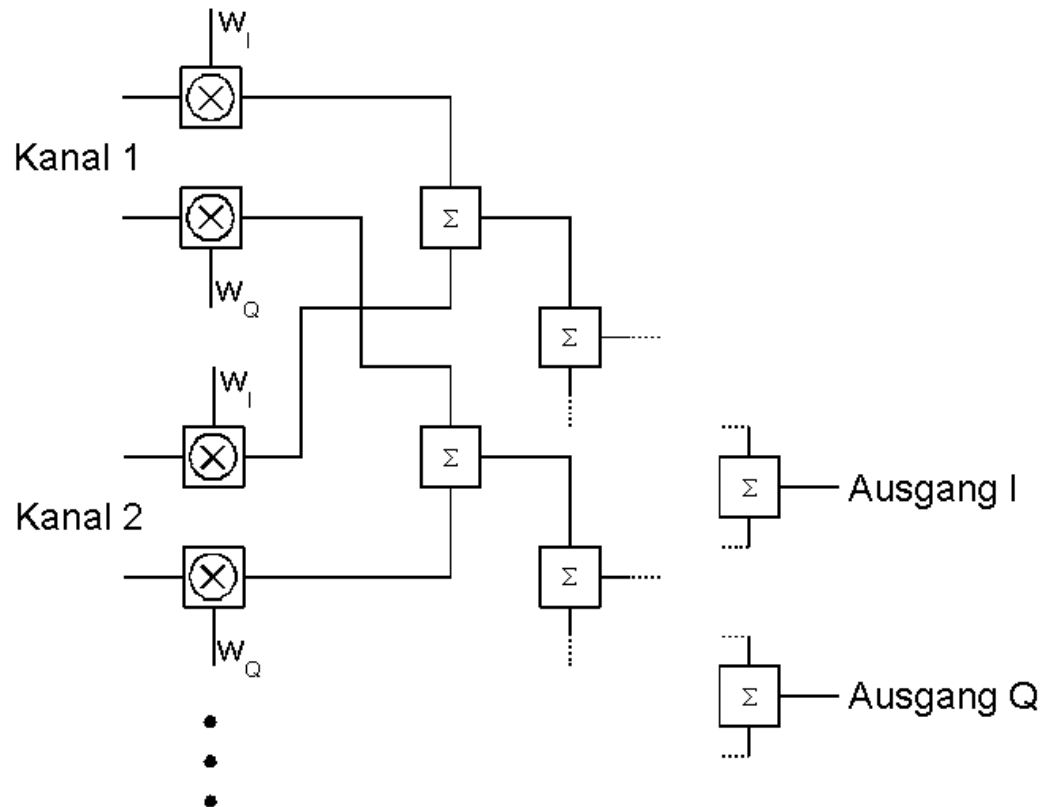 W_I
Kanal 1
Σ
W_Q
Σ
W_I
Σ
Σ Ausgang I
Kanal 2
Σ
W_Q
Σ Ausgang Q